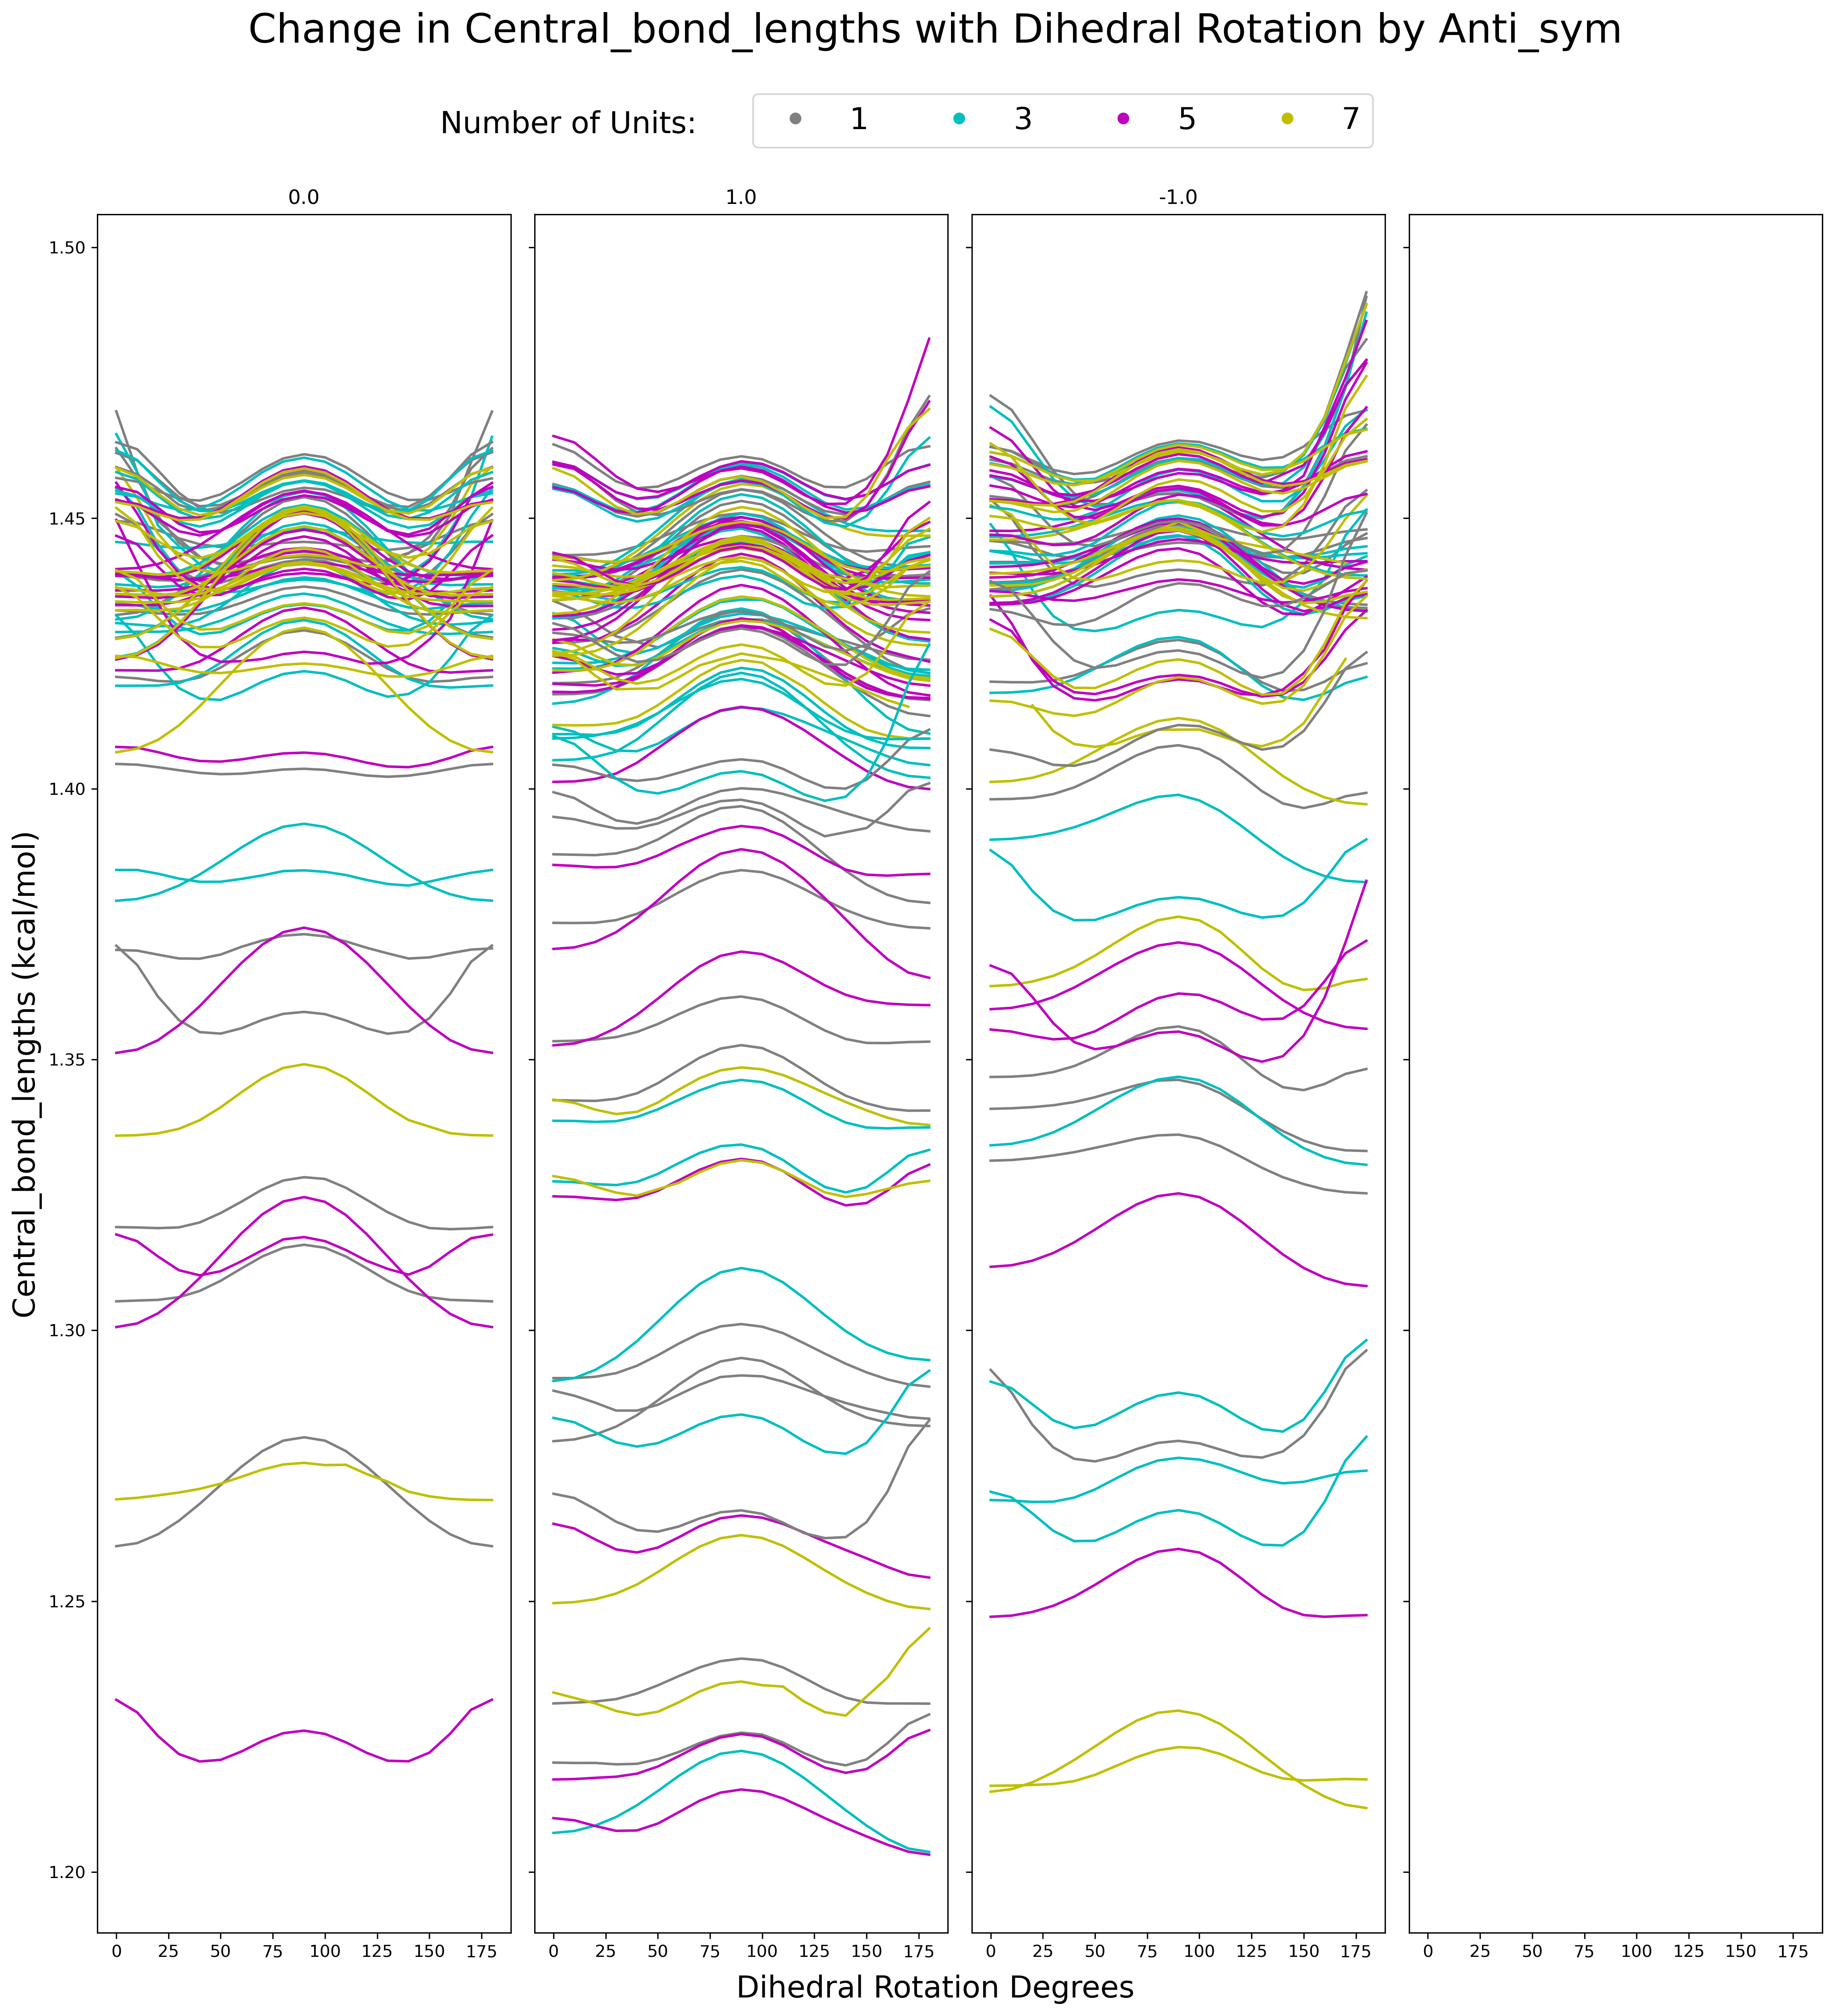 Change in Central_bond_lengths with Dihedral Rotation by Anti_sym
Number of Units: 1 3 5 7
0.0 1.0 -1.0
1.50
1.45
1.40
1.35
1.30
1.25
1.20
Central_bond_lengths (kcal/mol)
0 25 50 75 100 125 150 175 0 25 50 75 100 125 150 175 0 25 50 75 100 125 150 175 0 25 50 75 100 125 150 175
Dihedral Rotation Degrees